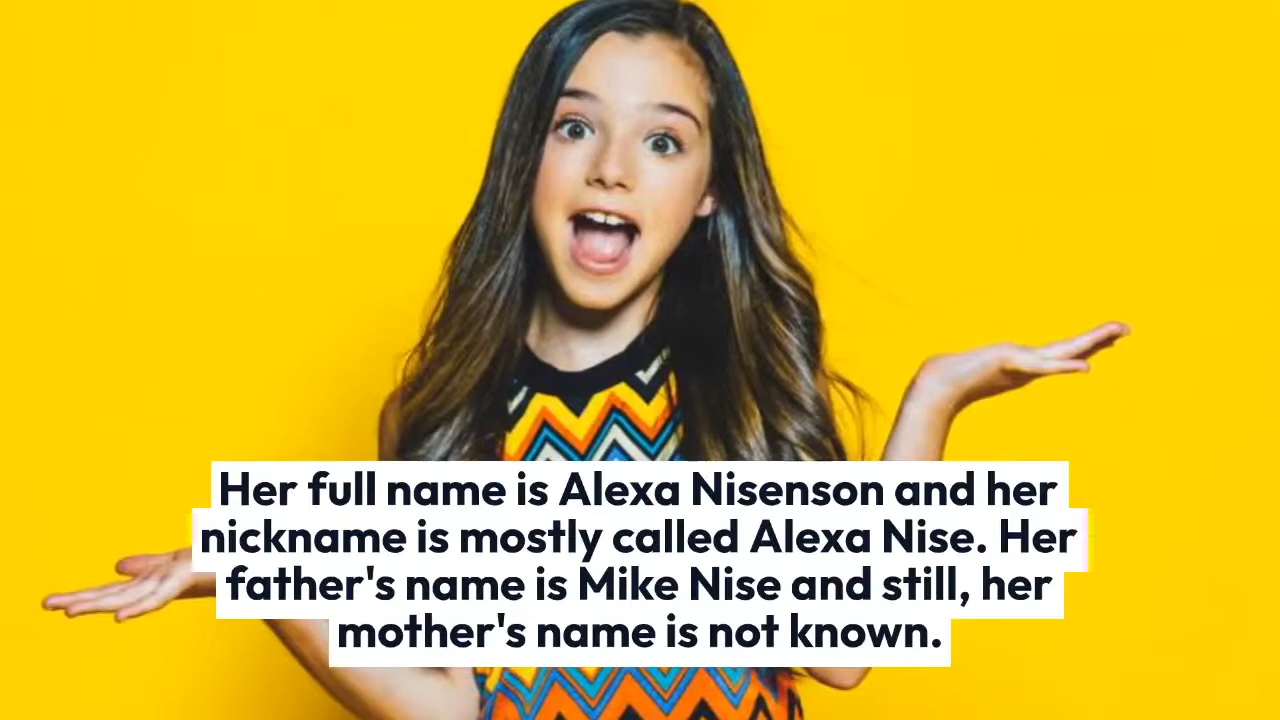 Her full name is Alexa Nisenson and her
nickname is mostly called Alexa Nise. Her
father's name is Mike Nise and still, her
mother's name is not known.